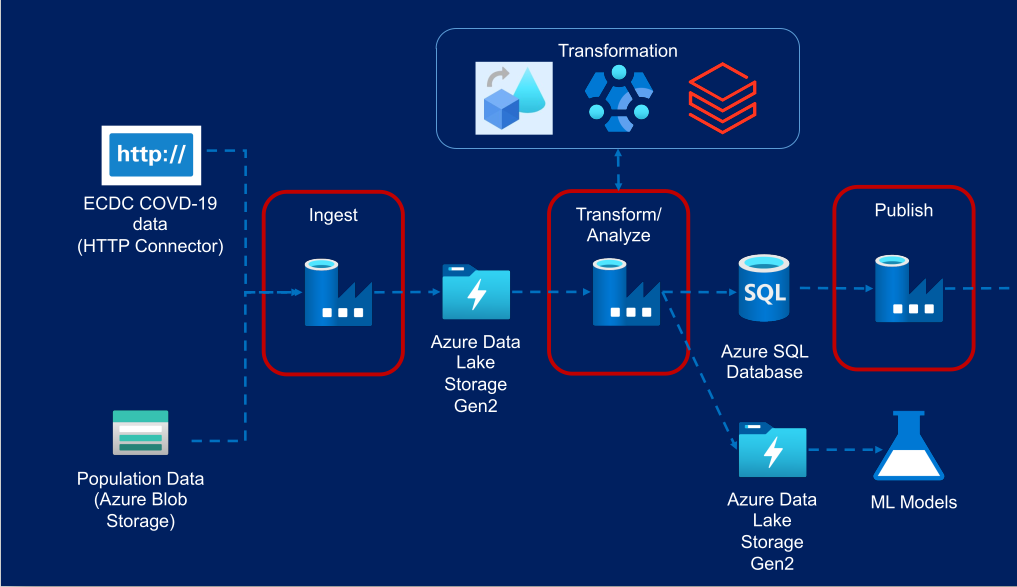 Transformation
http://
ECDC COVD-19
data
(HTTP Connector)
Ingest
Transform/
Analyze
Publish
SQL
Azure Data
Lake
Storage
Gen2
Azure SQL
Database
Population Data
(Azure Blob
Storage)
Azure Data
Lake
Storage
Gen2
ML Models